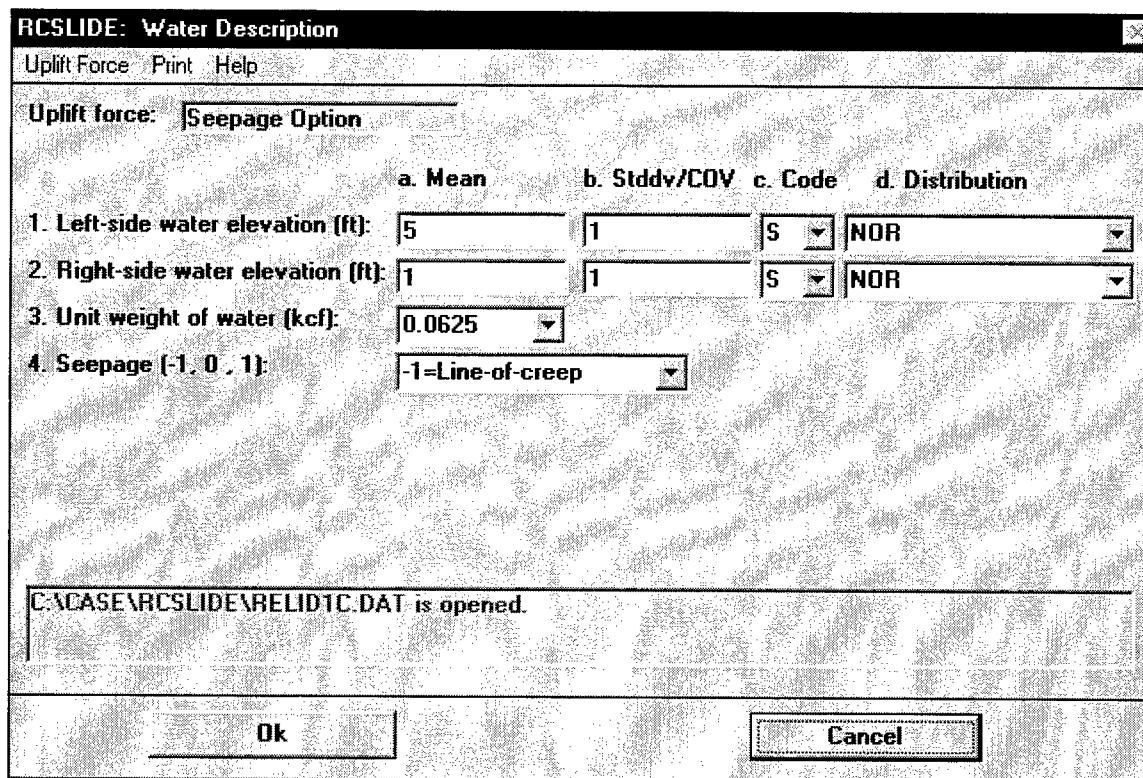 RCSLIDE: Water Description
Uplift Force Print Help
Uplift force: Seepage Option
a. Mean b. Stddv/COV c. Code d. Distribution
1. Left-side water elevation (ft): 5 1 S NOR
2. Right-side water elevation (ft): 1 1 S NOR
3. Unit weight of water (kcf): 0.0625
4. Seepage (-1, 0 , 1): -1=Line-of-creep
C:\CASE\RCSLIDE\RELID1C.DAT is opened.
Ok Cancel